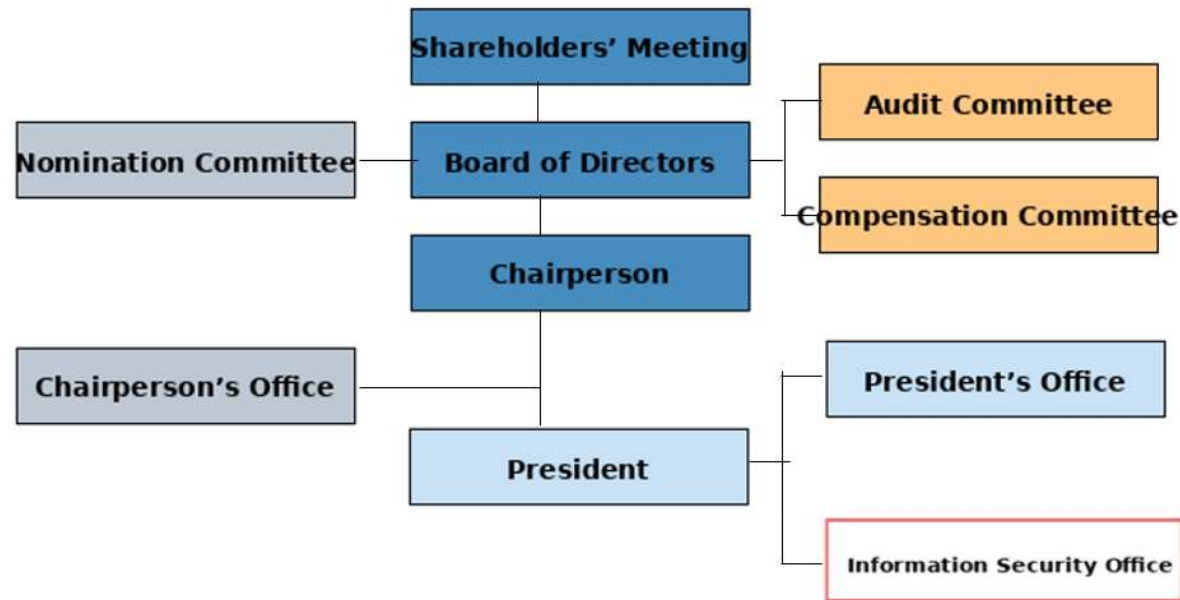 Shareholders’ Meeting
Audit Committee
Nomination Committee
Board of Directors
Compensation Committee
Chairperson
Chairperson’s Office
President’s Office
President
Information Security Office